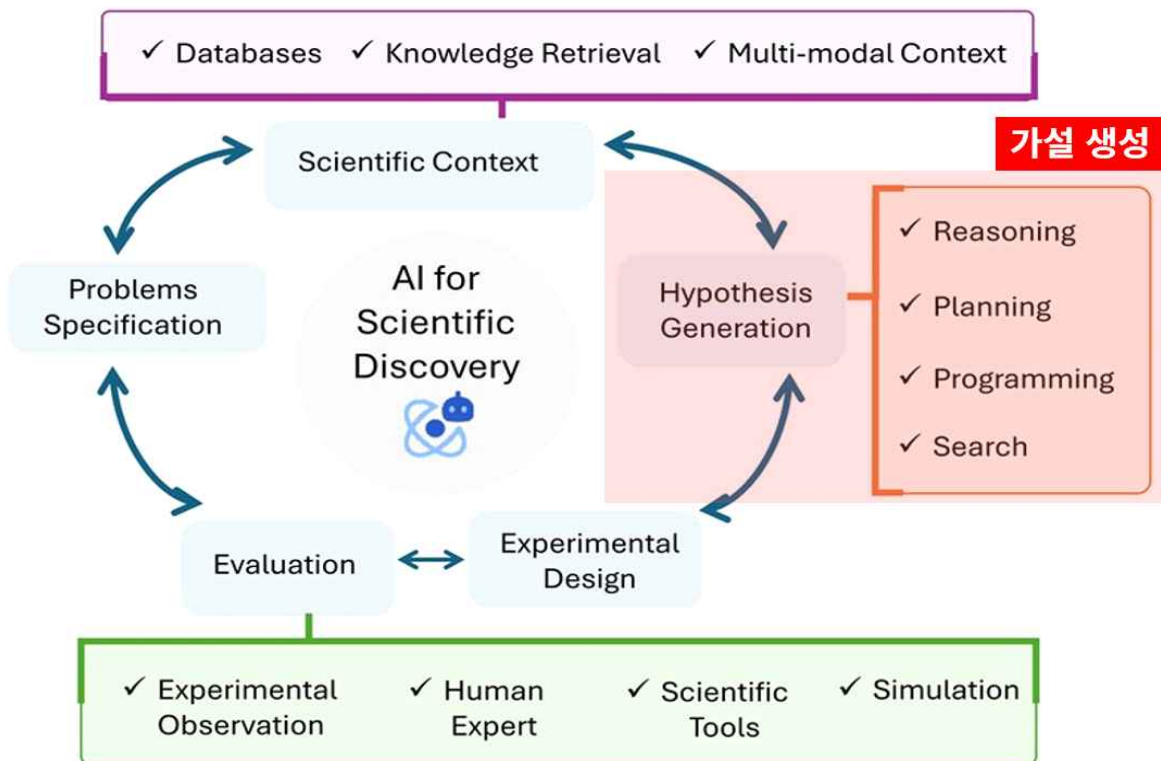 ✓ Databases ✓ Knowledge Retrieval ✓ Multi-modal Context
가설 생성
Scientific Context
✓ Reasoning
✓ Planning
✓ Programming
✓ Search
Hypothesis
Generation
Problems
Specification
AI for
Scientific
Discovery
Evaluation
Experimental
Design
✓ Experimental
Observation
✓ Human
Expert
✓ Scientific
Tools
✓ Simulation